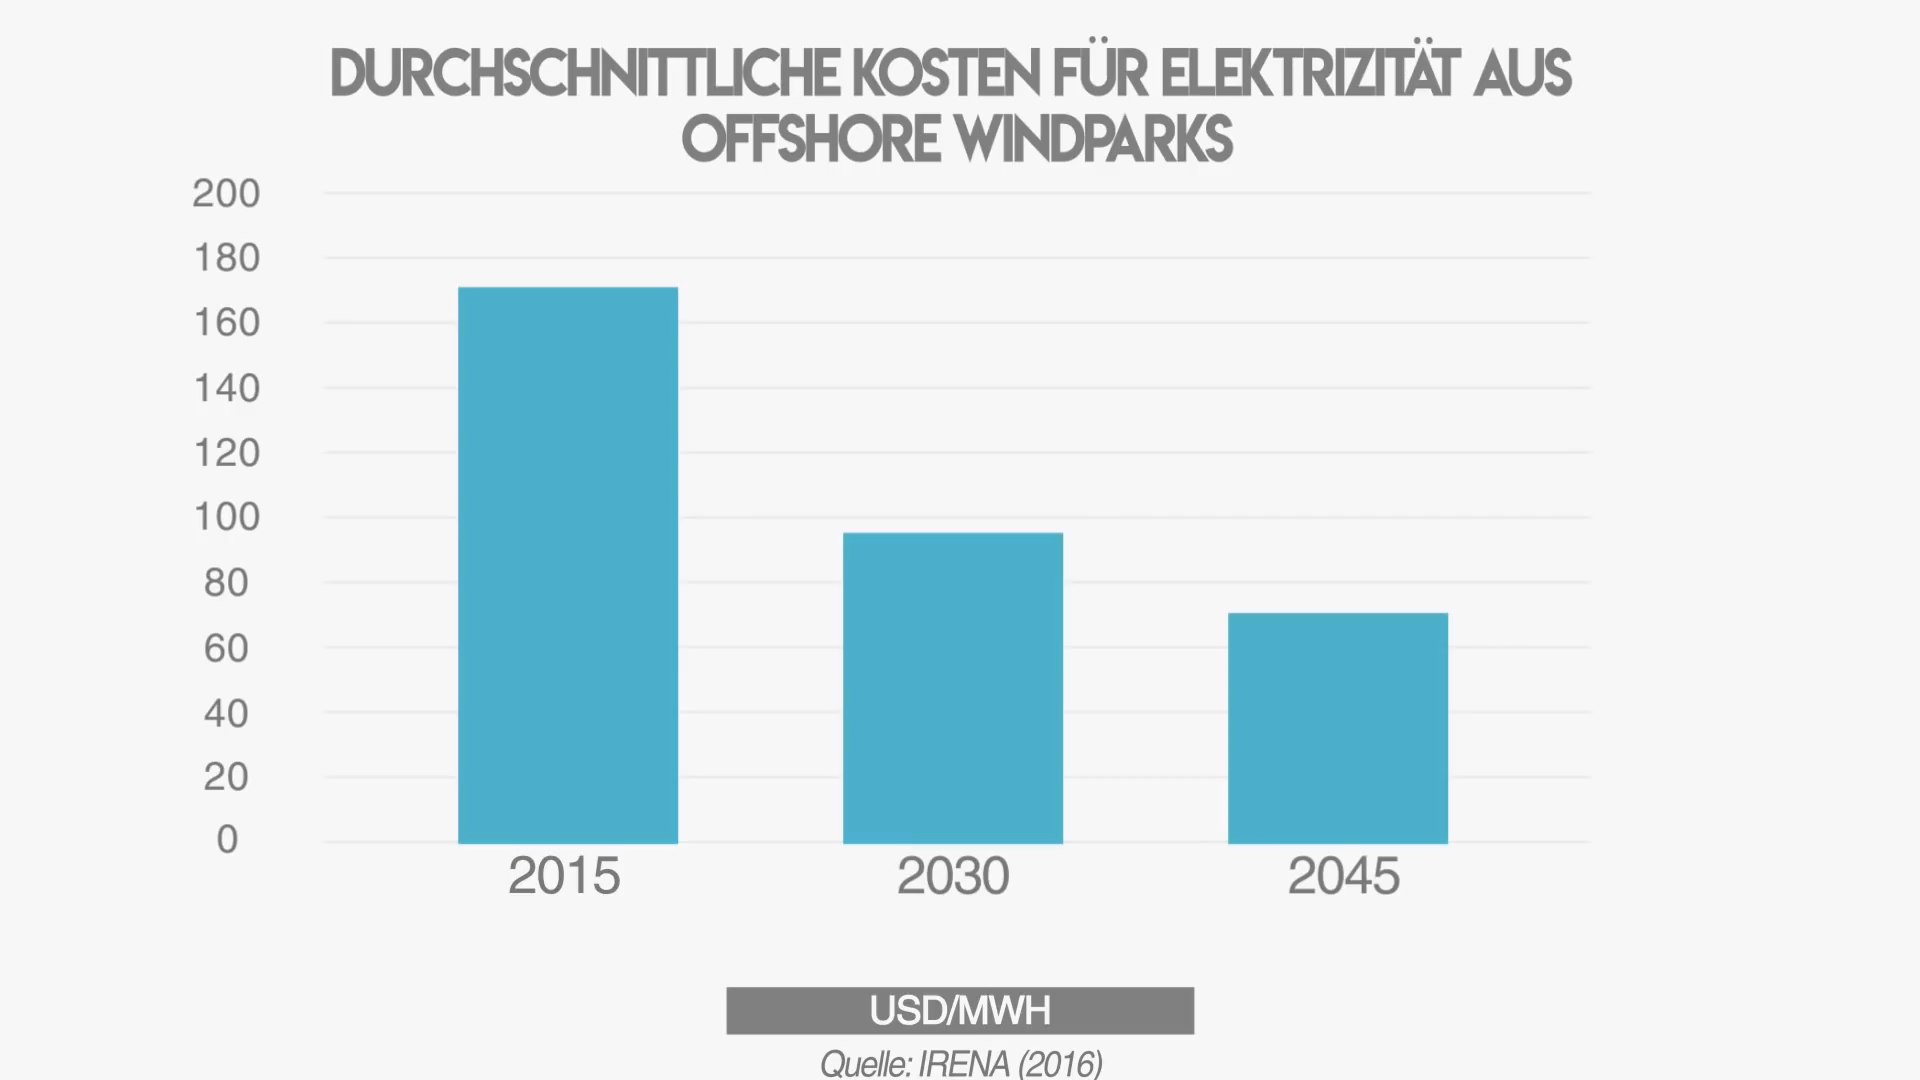 DURCHSCHNITTLICHE KOSTEN FÜR ELEKTRIZITÄT AUS
OFFSHORE WINDPARKS
200
180
160
140
120
100
80
60
40
20
0
2015 2030 2045
USD/MWH
Quelle: IRENA (2016)